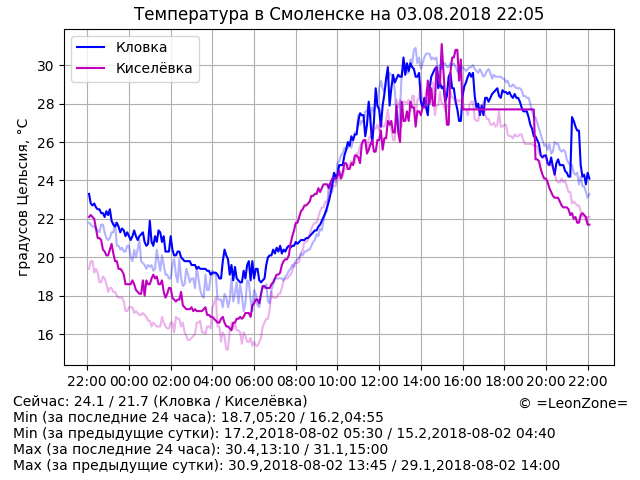 Температура в Смоленске на 03.08.2018 22:05
Кловка
Киселёвка
градусов Цельсия, °C
30
28
26
24
22
20
18
16
22:00 00:00 02:00 04:00 06:00 08:00 10:00 12:00 14:00 16:00 18:00 20:00 22:00
Сейчас: 24.1 / 21.7 (Кловка / Киселёвка)
© =LeonZone=
Min (за последние 24 часа): 18.7,05:20 / 16.2,04:55
Min (за предыдущие сутки): 17.2,2018-08-02 05:30 / 15.2,2018-08-02 04:40
Max (за последние 24 часа): 30.4,13:10 / 31.1,15:00
Max (за предыдущие сутки): 30.9,2018-08-02 13:45 / 29.1,2018-08-02 14:00